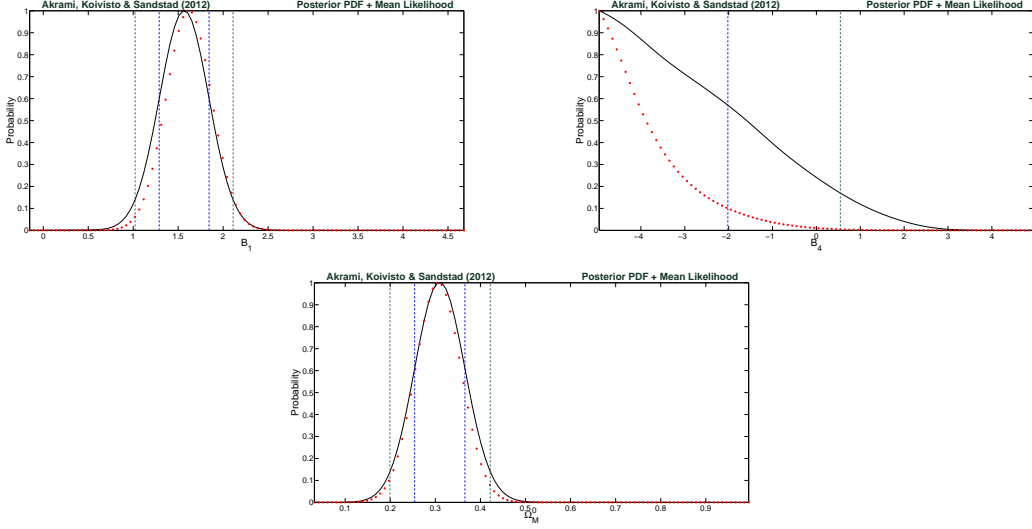 Akrami, Koivisto & Sandstad (2012) Posterior PDF + Mean Likelihood
Probability
1
0.9
0.8
0.7
0.6
0.5
0.4
0.3
0.2
0.1
0
0 0.5 1 1.5 2 2.5 3 3.5 4 4.5
B1
Akrami, Koivisto & Sandstad (2012) Posterior PDF + Mean Likelihood
Probability
1
0.9
0.8
0.7
0.6
0.5
0.4
0.3
0.2
0.1
0
−4 −3 −2 −1 0 1 2 3 4
B4
Akrami, Koivisto & Sandstad (2012) Posterior PDF + Mean Likelihood
Probability
1
0.9
0.8
0.7
0.6
0.5
0.4
0.3
0.2
0.1
0
0.1 0.2 0.3 0.4 0.5 0.6 0.7 0.8 0.9
Ω0M